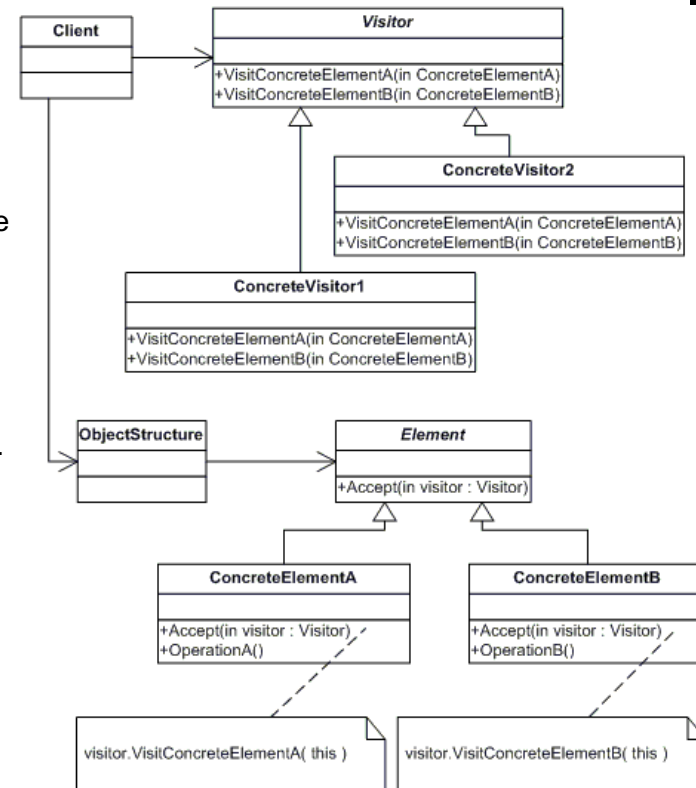 Client
Visitor
+VisitConcreteElementA(in ConcreteElementA)
+VisitConcreteElementB(in ConcreteElementB)
ConcreteVisitor2
+VisitConcreteElementA(in ConcreteElementA)
+VisitConcreteElementB(in ConcreteElementB)
e
ConcreteVisitor1
+VisitConcreteElementA(in ConcreteElementA)
+VisitConcreteElementB(in ConcreteElementB)
ObjectStructure
Element
+Accept(in visitor : Visitor)
.
ConcreteElementA
+Accept(in visitor : Visitor)
+OperationA()
ConcreteElementB
+Accept(in visitor : Visitor)
+OperationB()
visitor.VisitConcreteElementA( this )
visitor.VisitConcreteElementB( this )